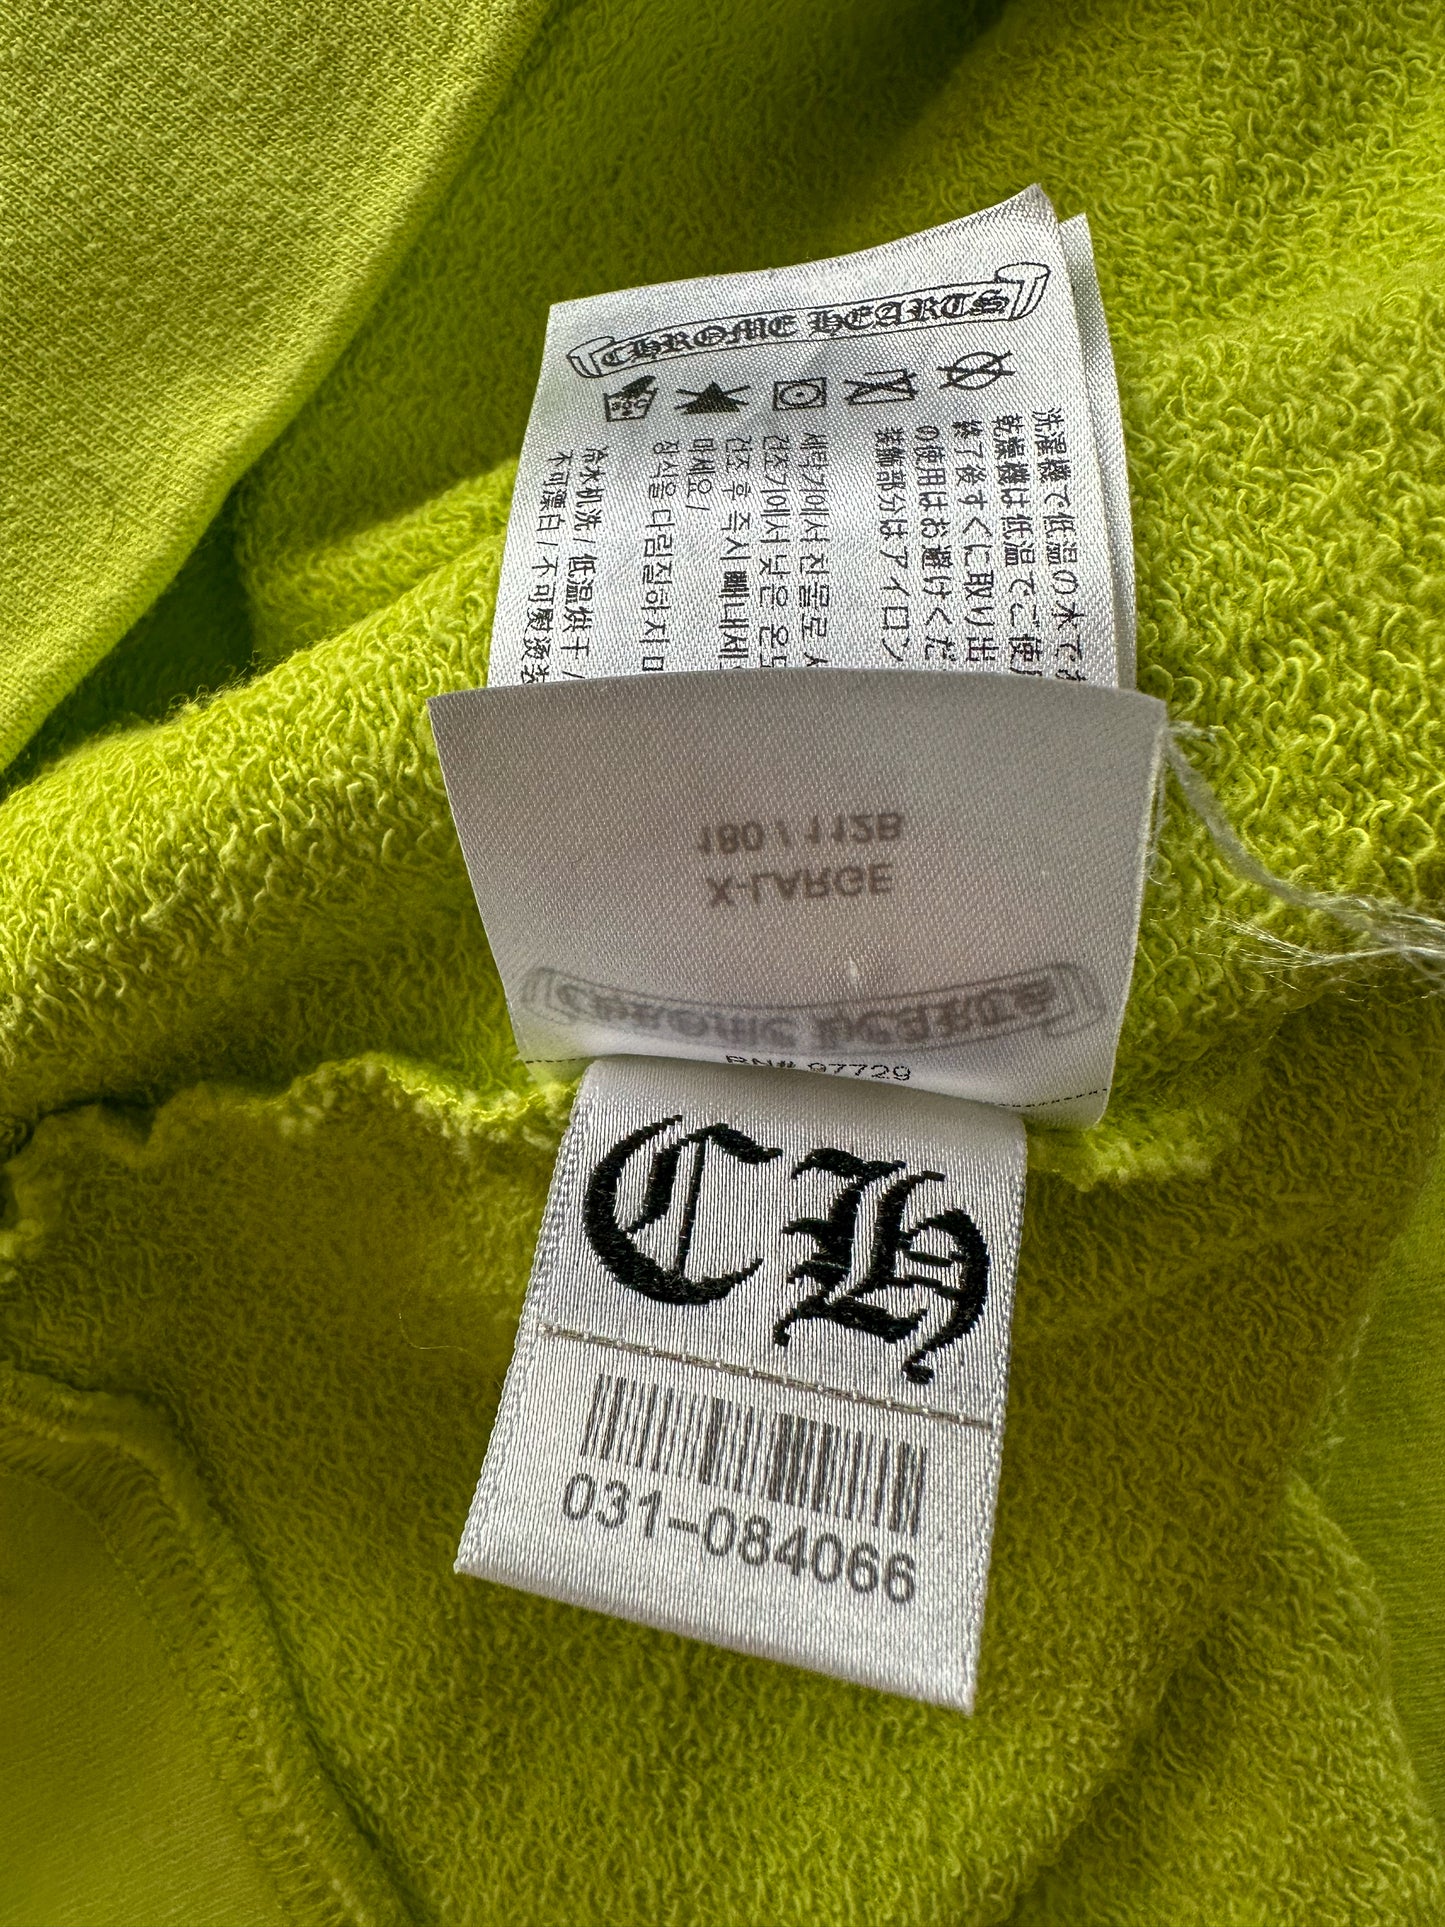 CHROME HEARTS
洗濯機で低温の水で
乾燥機は低温でご使
終了後すぐに取り出
の使用はお避けくだ
装飾部分はアイロン
세탁기에서 찬물로
건조기에서 낮은 온도
건조 후 즉시 빼내세
마세요/
장식을 다림질하지 마
冷水机洗 / 低温烘干 /
不可漂白 / 不可熨烫装
180 / 112B
X-LARGE
CHROME HEARTS
RN# 97729
CH
031-084066